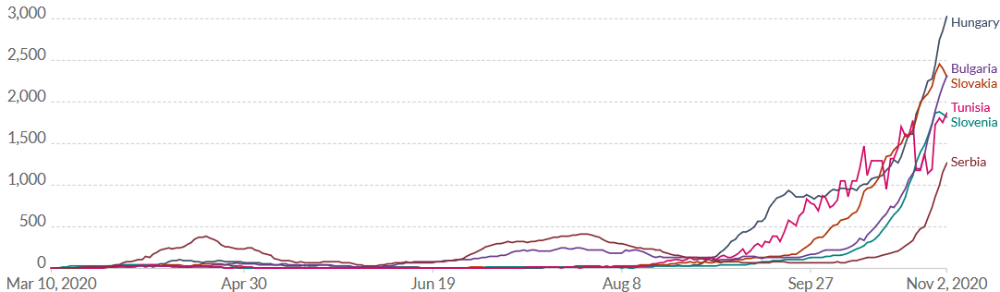 3,000
Hungary
2,500
Bulgaria
Slovakia
2,000
Tunisia
Slovenia
1,500
Serbia
1,000
500
0
Mar 10, 2020 Apr 30 Jun 19 Aug 8 Sep 27 Nov 2, 2020